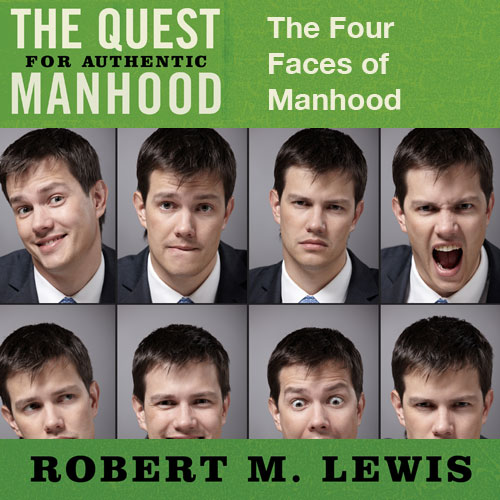 THE QUEST
FOR AUTHENTIC
MANHOOD
The Four
Faces of
Manhood
ROBERT M. LEWIS